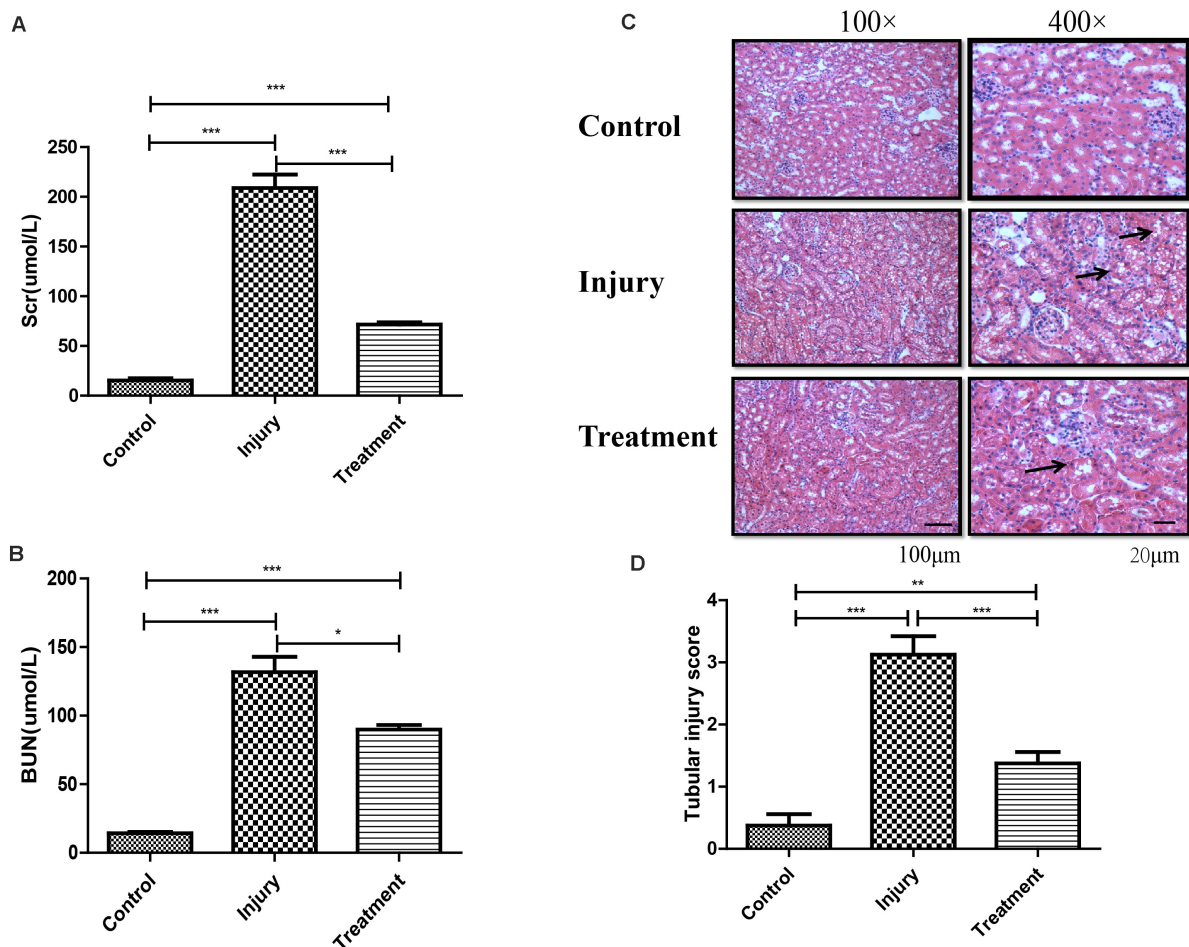 A
***
***
***
250
200
150
100
50
0
Scr(umol/L)
Control
Injury
Treatment
B
***
***
*
200
150
100
50
0
BUN(umol/L)
Control
Injury
Treatment
C
100×
400×
Control
Injury
Treatment
100μm
20μm
D
**
***
***
4
3
2
1
0
Tubular injury score
Control
Injury
Treatment